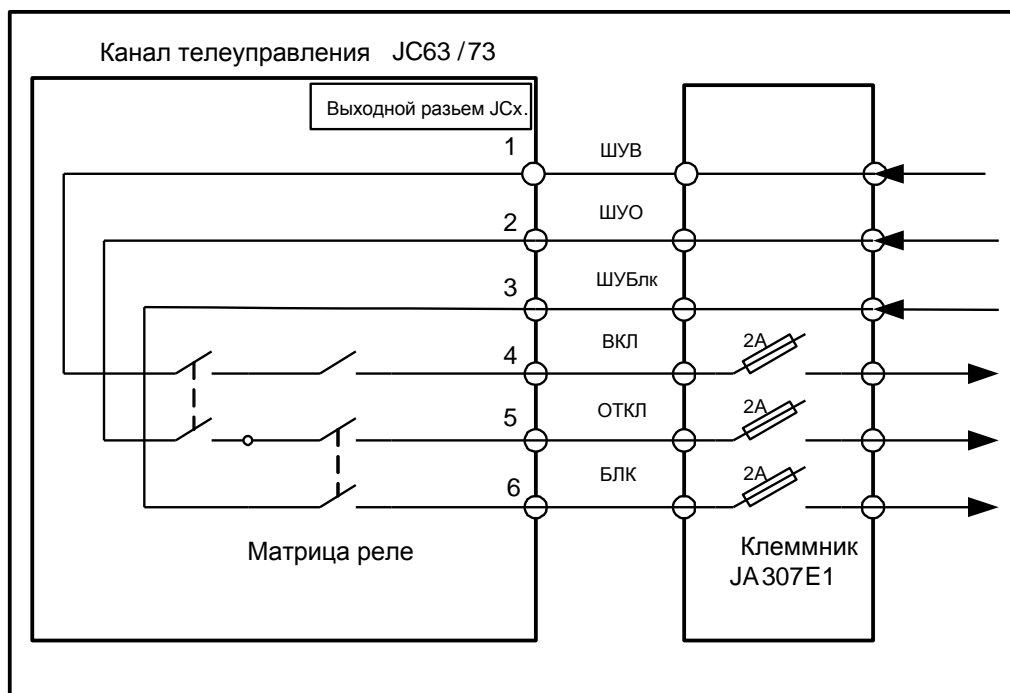 Канал телеуправления JC63 /73
Выходной разьем JCx.
1
ШУВ
2
ШУО
3
ШУБлк
4
ВКЛ
2А
5
ОТКЛ
2А
6
БЛК
2А
Матрица реле
Клеммник
JA307E1